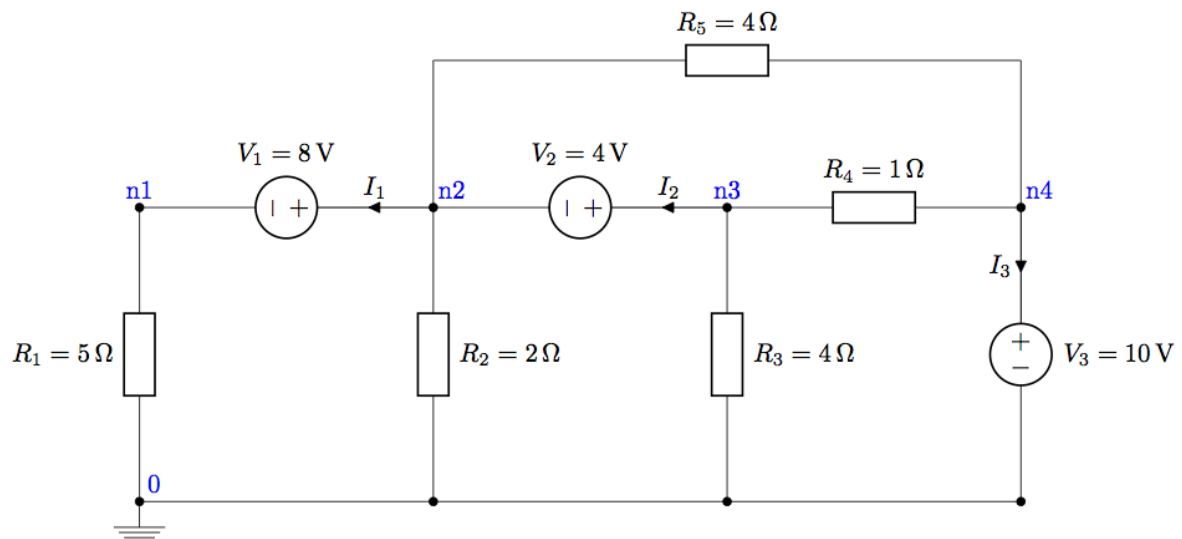 R₅ = 4 Ω
V₁ = 8 V
V₂ = 4 V
R₄ = 1 Ω
n1
I₁
n2
I₂
n3
n4
− +
− +
I₃
R₁ = 5 Ω
R₂ = 2 Ω
R₃ = 4 Ω
+
−
V₃ = 10 V
0